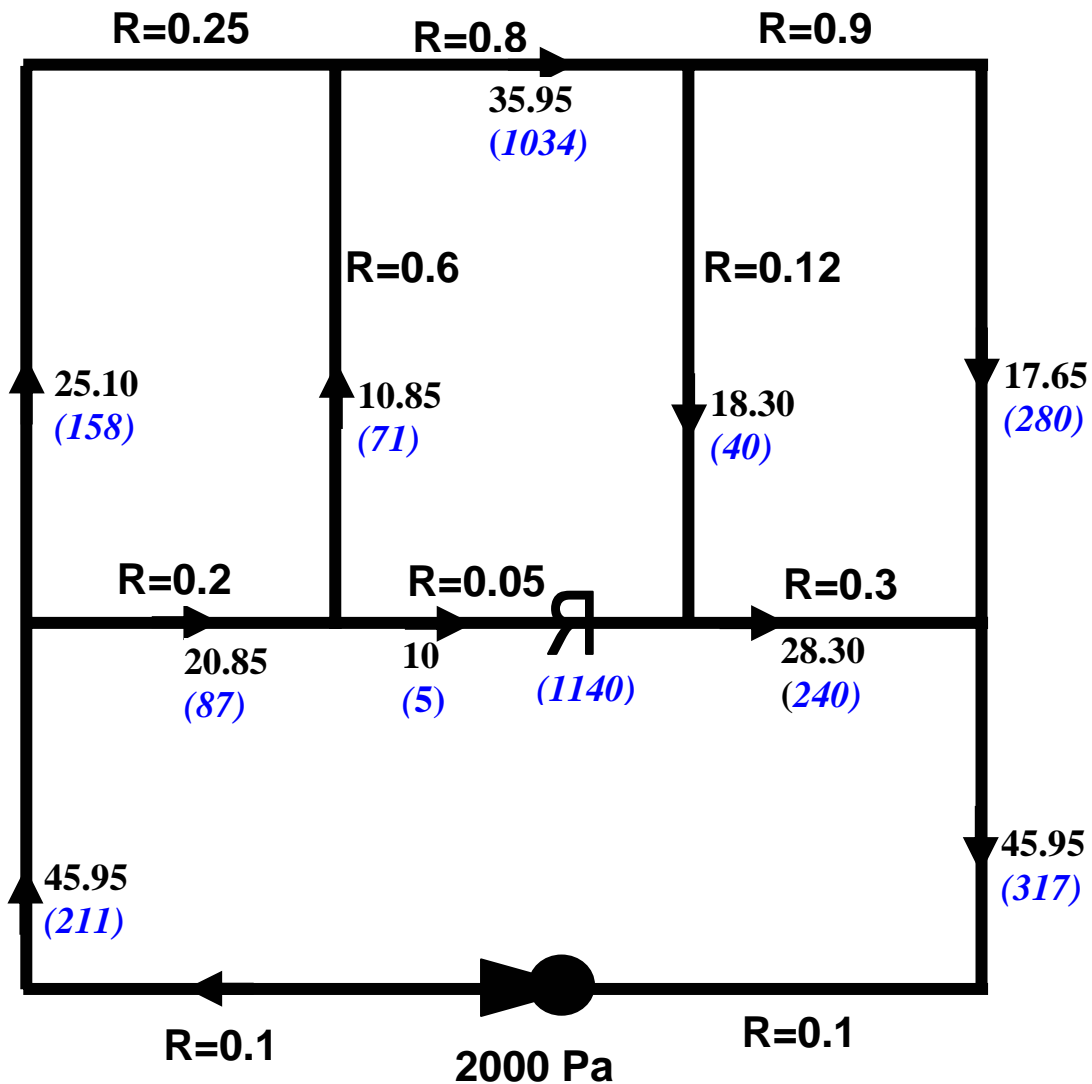 R=0.25
R=0.8
R=0.9
35.95
(1034)
R=0.6
R=0.12
25.10
(158)
10.85
(71)
18.30
(40)
17.65
(280)
R=0.2
R=0.05
R=0.3
Я
20.85
(87)
10
(5)
(1140)
28.30
(240)
45.95
(211)
45.95
(317)
R=0.1
2000 Pa
R=0.1